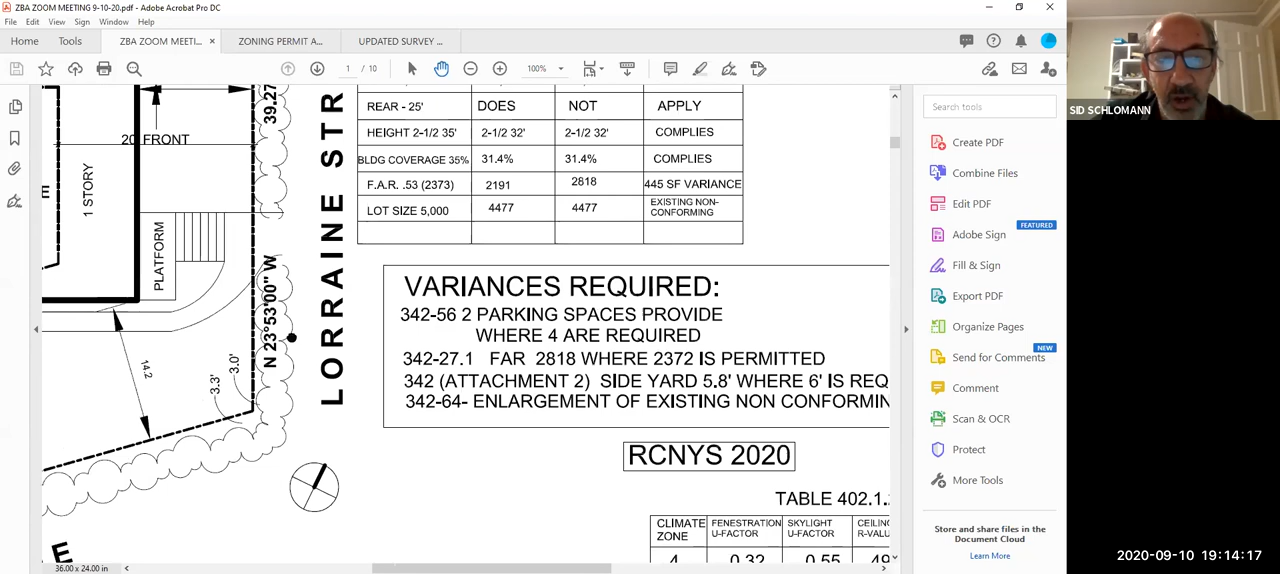 ZBA ZOOM MEETING 9-10-20.pdf - Adobe Acrobat Pro DC
File Edit View Sign Window Help
Home Tools ZBA ZOOM MEETI... × ZONING PERMIT A... UPDATED SURVEY ...
1 / 10 100%
REAR - 25' DOES NOT APPLY
HEIGHT 2-1/2 35' 2-1/2 32' 2-1/2 32' COMPLIES
BLDG COVERAGE 35% 31.4% 31.4% COMPLIES
F.A.R. .53 (2373) 2191 2818 445 SF VARIANCE
LOT SIZE 5,000 4477 4477 EXISTING NON-
CONFORMING
39.27
20' FRONT
1 STORY
PLATFORM
LORRAINE STR
N 23°53'00" W
14.2
3.3'
3.0'
E
VARIANCES REQUIRED:
342-56 2 PARKING SPACES PROVIDE
WHERE 4 ARE REQUIRED
342-27.1 FAR 2818 WHERE 2372 IS PERMITTED
342 (ATTACHMENT 2) SIDE YARD 5.8' WHERE 6' IS REQ
342-64- ENLARGEMENT OF EXISTING NON CONFORMIN
RCNYS 2020
TABLE 402.1.
CLIMATE
ZONE
FENESTRATION
U-FACTOR
SKYLIGHT
U-FACTOR
CEILING
R-VALU
4 0.32 0.55 49
36.00 x 24.00 in
Search tools
Create PDF
Combine Files
Edit PDF
FEATURED
Adobe Sign
Fill & Sign
Export PDF
Organize Pages
NEW
Send for Comments
Comment
Scan & OCR
Protect
More Tools
Store and share files in the
Document Cloud
Learn More
SID SCHLOMANN
2020-09-10 19:14:17